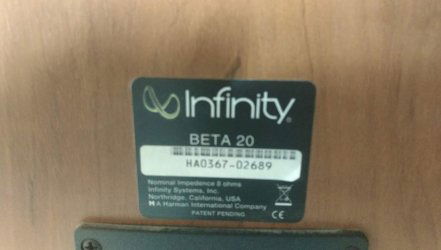 Infinity®
BETA 20
HA0367-02689
Nominal Impedence 8 ohms
Infinity Systems, Inc.
Northridge, California, USA
H A Harman International Company
PATENT PENDING
CE